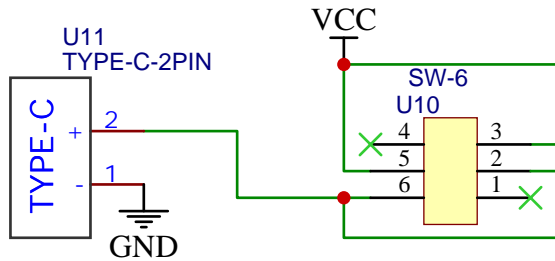 U11
TYPE-C-2PIN
TYPE-C
+ 2
- 1
GND
VCC
SW-6
U10
4 3
5 2
6 1